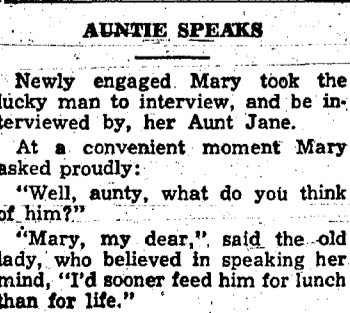 AUNTIE SPEAKS
Newly engaged Mary took the
lucky man to interview, and be in-
terviewed by, her Aunt Jane.
At a convenient moment Mary
asked proudly:
"Well, aunty, what do you think
of him?"
"Mary, my dear," said the old
lady, who believed in speaking her
mind, "I'd sooner feed him for lunch
than for life."